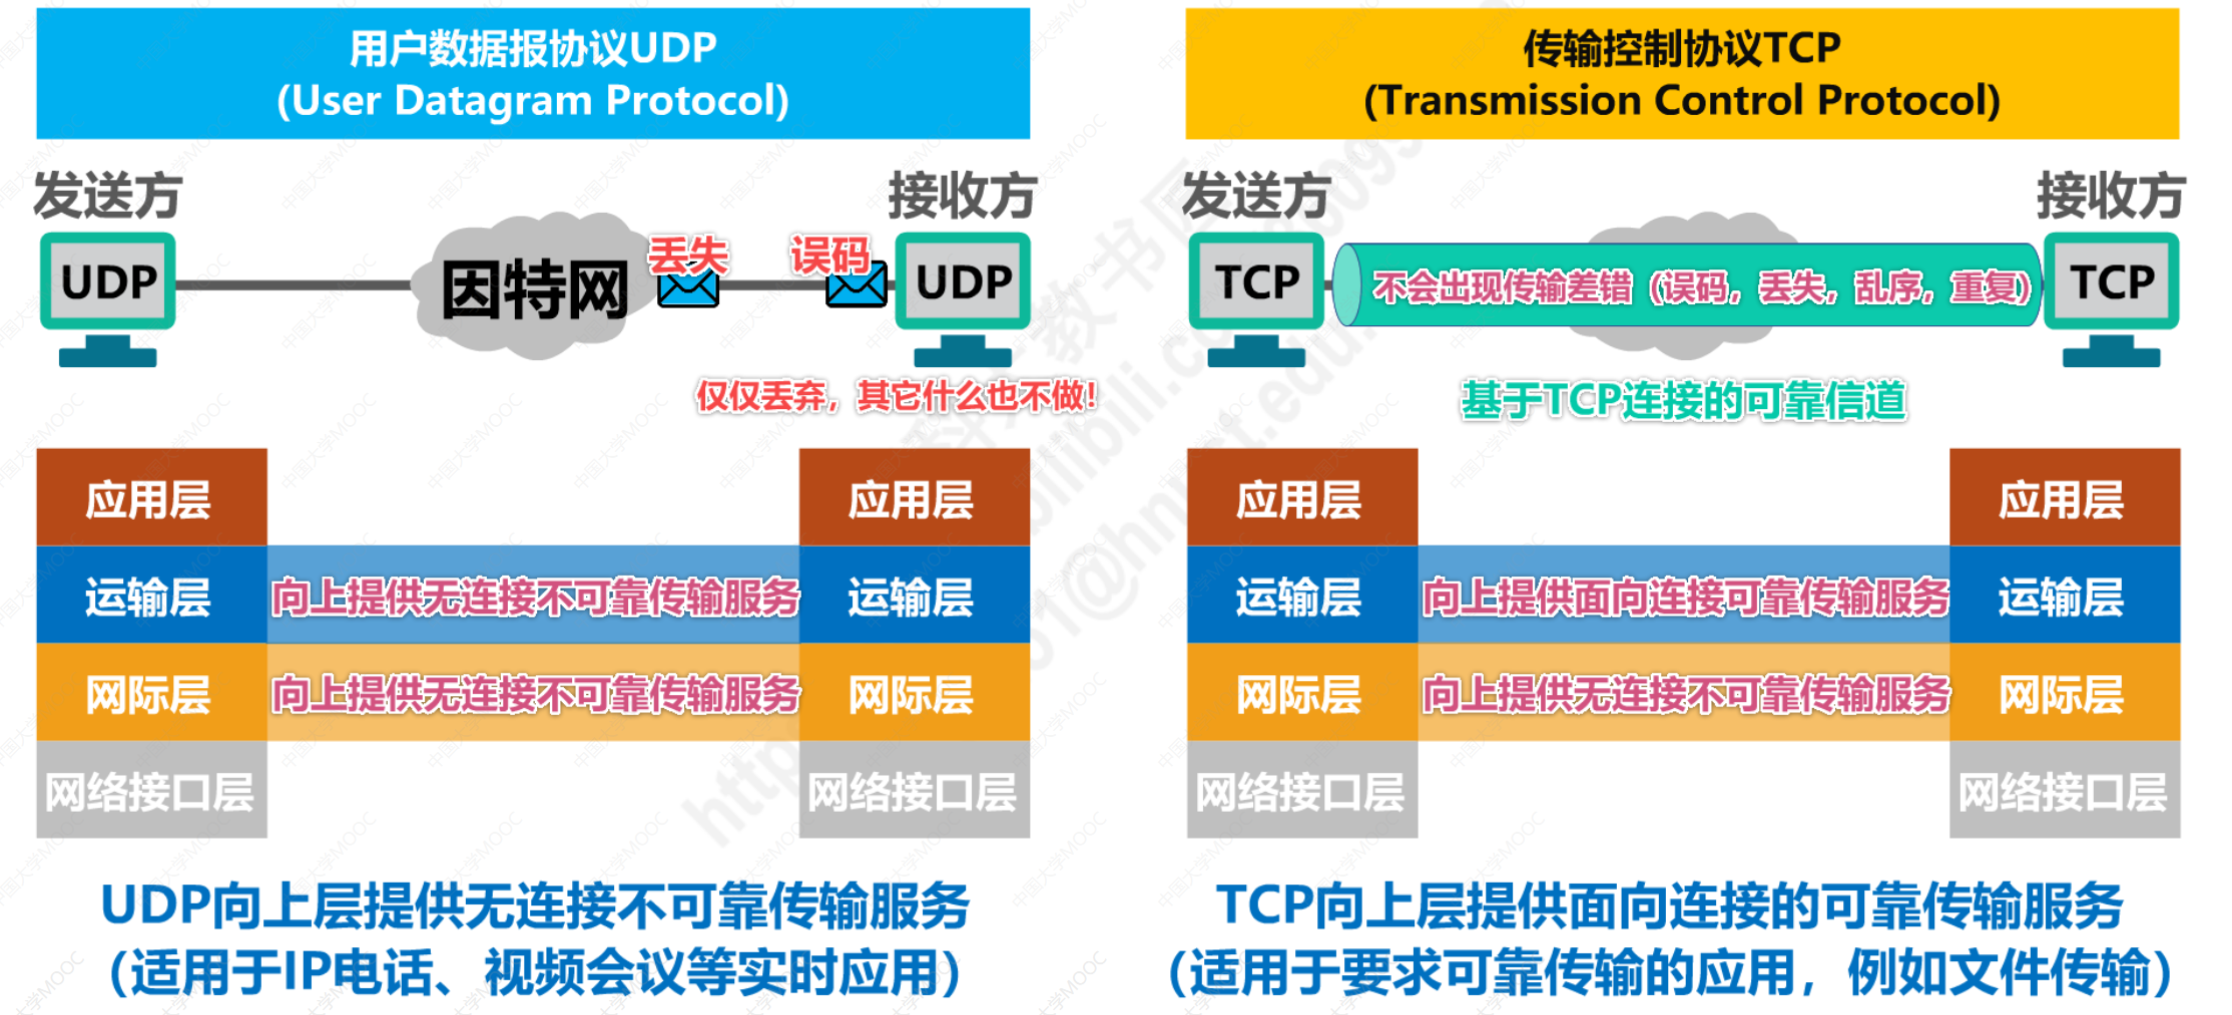 用户数据报协议UDP
(User Datagram Protocol)
发送方
接收方
UDP
因特网
丢失
误码
UDP
仅仅丢弃，其它什么也不做！
应用层
应用层
运输层
向上提供无连接不可靠传输服务
运输层
网际层
向上提供无连接不可靠传输服务
网际层
网络接口层
网络接口层
UDP向上层提供无连接不可靠传输服务
（适用于IP电话、视频会议等实时应用）
传输控制协议TCP
(Transmission Control Protocol)
发送方
接收方
TCP
不会出现传输差错（误码，丢失，乱序，重复）
TCP
基于TCP连接的可靠信道
应用层
应用层
运输层
向上提供面向连接可靠传输服务
运输层
网际层
向上提供无连接不可靠传输服务
网际层
网络接口层
网络接口层
TCP向上层提供面向连接的可靠传输服务
（适用于要求可靠传输的应用，例如文件传输）
中国大学MOOC